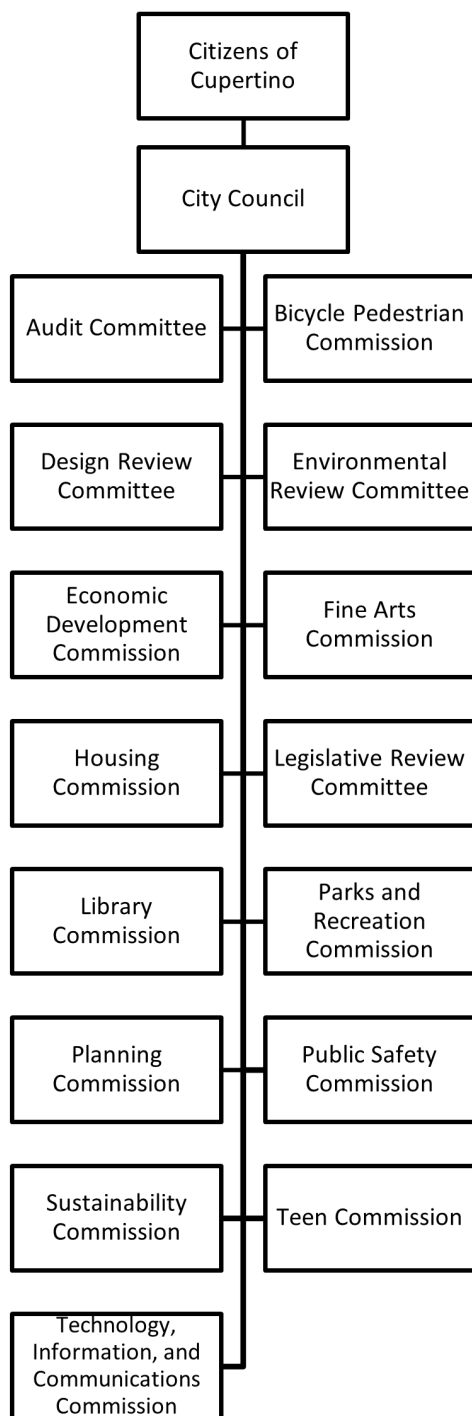 Citizens of
Cupertino
City Council
Audit Committee
Bicycle Pedestrian
Commission
Design Review
Committee
Environmental
Review Committee
Economic
Development
Commission
Fine Arts
Commission
Housing
Commission
Legislative Review
Committee
Library
Commission
Parks and
Recreation
Commission
Planning
Commission
Public Safety
Commission
Sustainability
Commission
Teen Commission
Technology,
Information, and
Communications
Commission